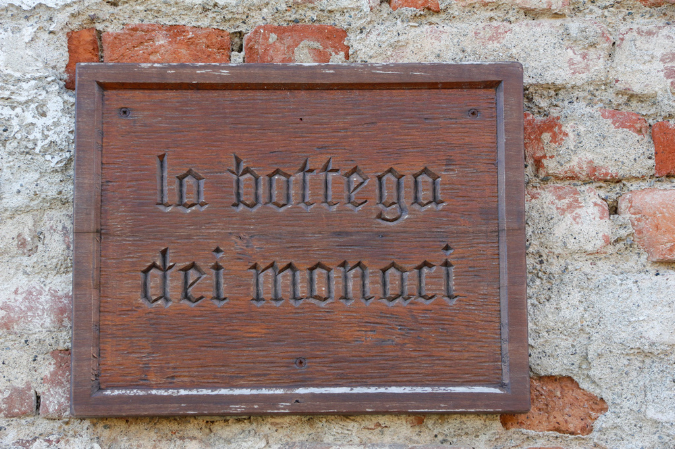 la bottega
dei monaci